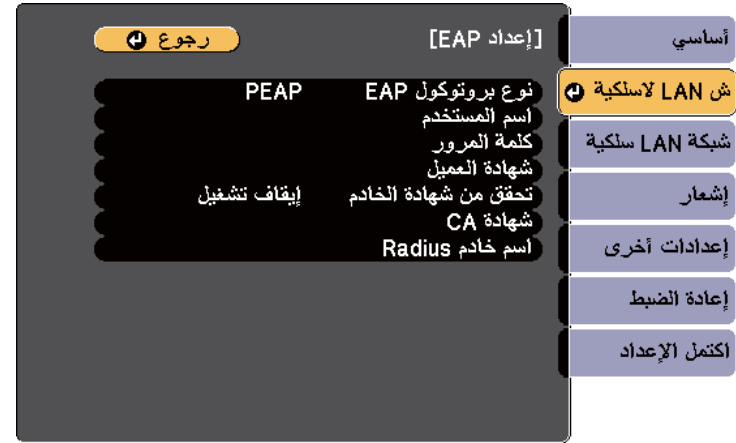 أساسي
ش LAN لاسلكية
شبكة LAN سلكية
إشعار
إعدادات أخرى
إعادة الضبط
اكتمل الإعداد
[إعداد EAP] رجوع
نوع بروتوكول EAP PEAP
اسم المستخدم
كلمة المرور
شهادة العميل
تحقق من شهادة الخادم إيقاف تشغيل
شهادة CA
اسم خادم Radius